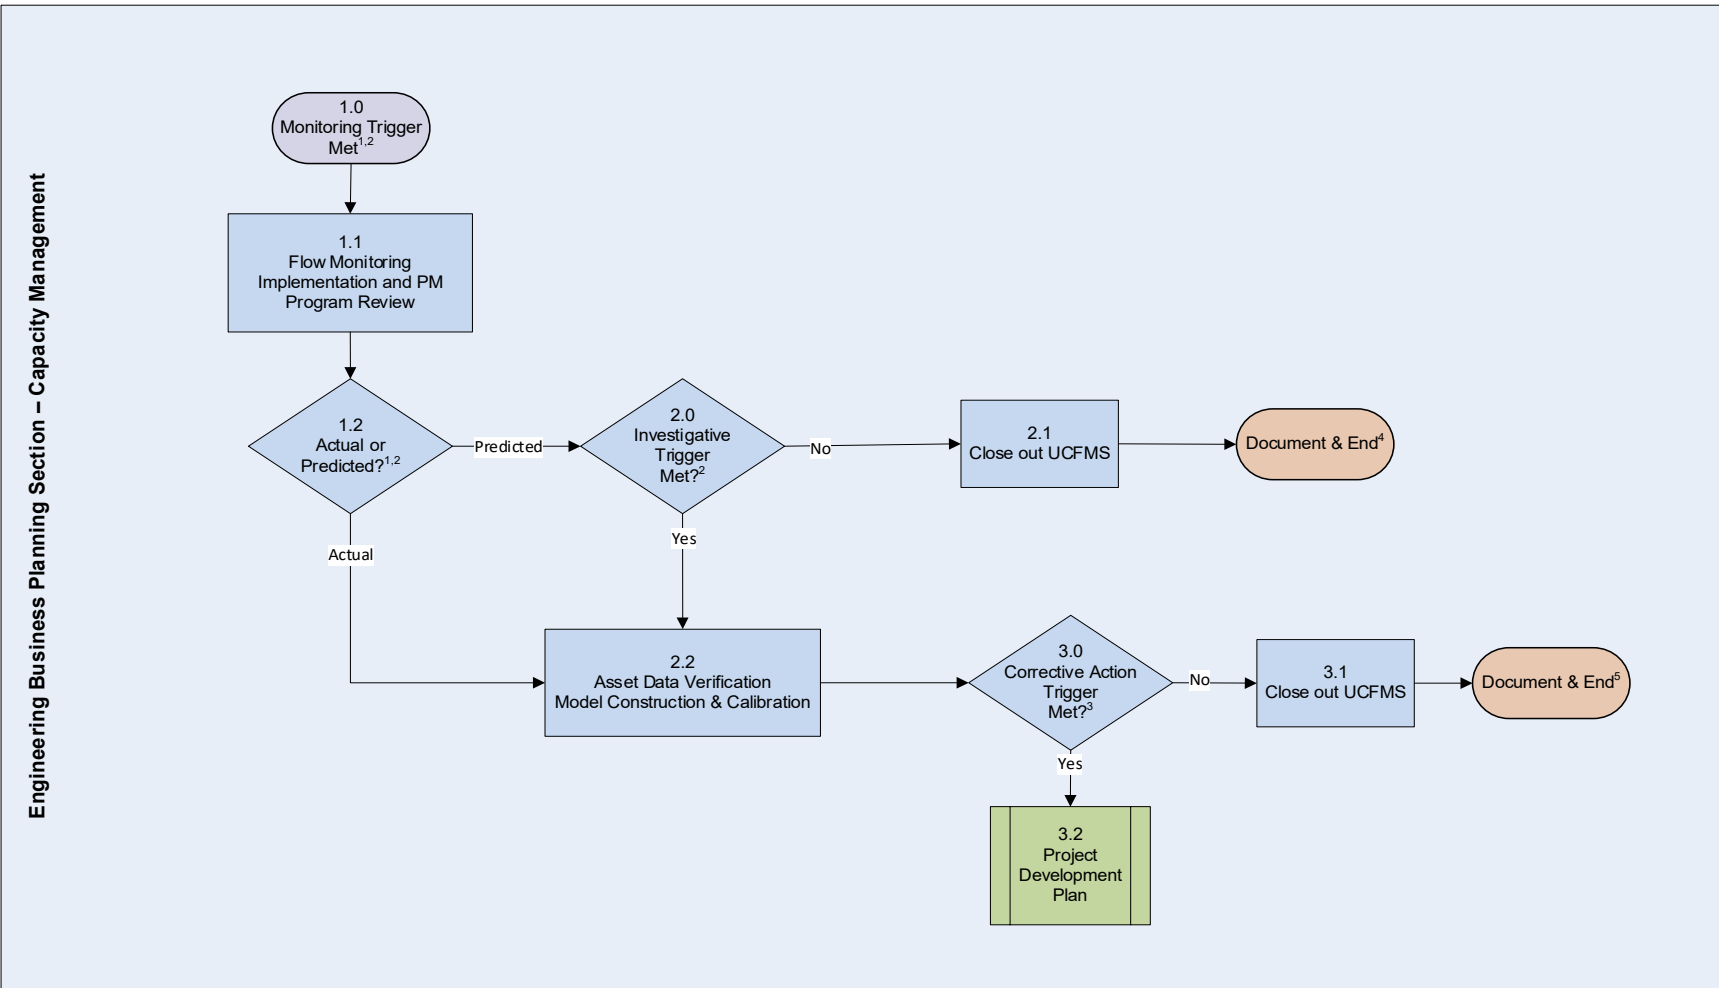 Engineering Business Planning Section – Capacity Management
1.0
Monitoring Trigger
Met1,2
1.1
Flow Monitoring
Implementation and PM
Program Review
1.2
Actual or
Predicted?1,2
Predicted
2.0
Investigative
Trigger
Met?2
No
2.1
Close out UCFMS
Document & End4
Actual
Yes
2.2
Asset Data Verification
Model Construction & Calibration
3.0
Corrective Action
Trigger
Met?3
No
3.1
Close out UCFMS
Document & End5
Yes
3.2
Project
Development
Plan